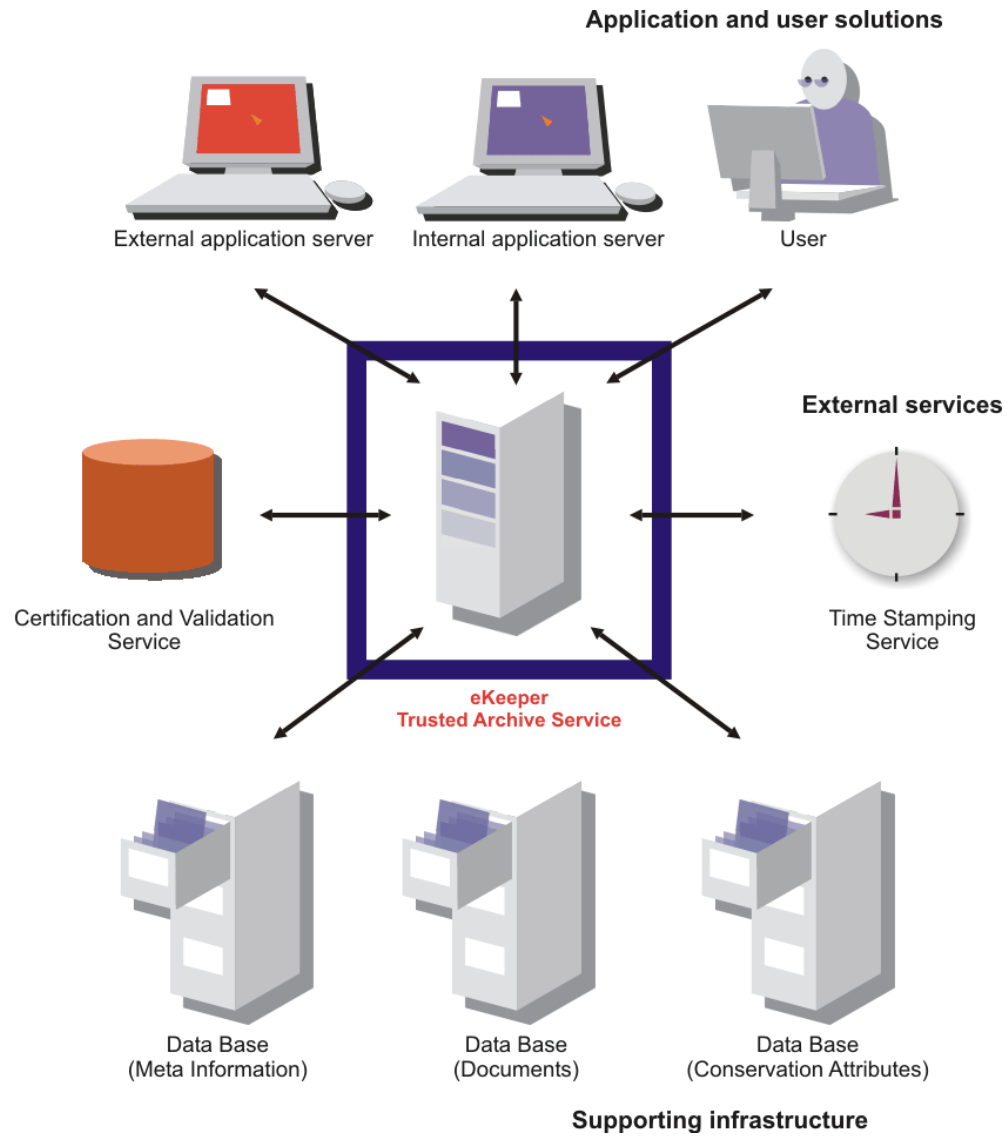 Application and user solutions
External application server
Internal application server
User
External services
Certification and Validation
Service
Time Stamping
Service
eKeeper
Trusted Archive Service
Data Base
(Meta Information)
Data Base
(Documents)
Data Base
(Conservation Attributes)
Supporting infrastructure